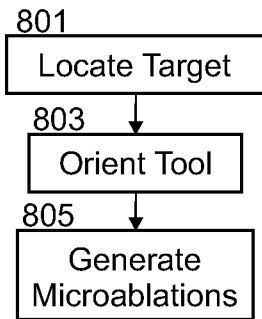 801
Locate Target
803
Orient Tool
805
Generate
Microablations